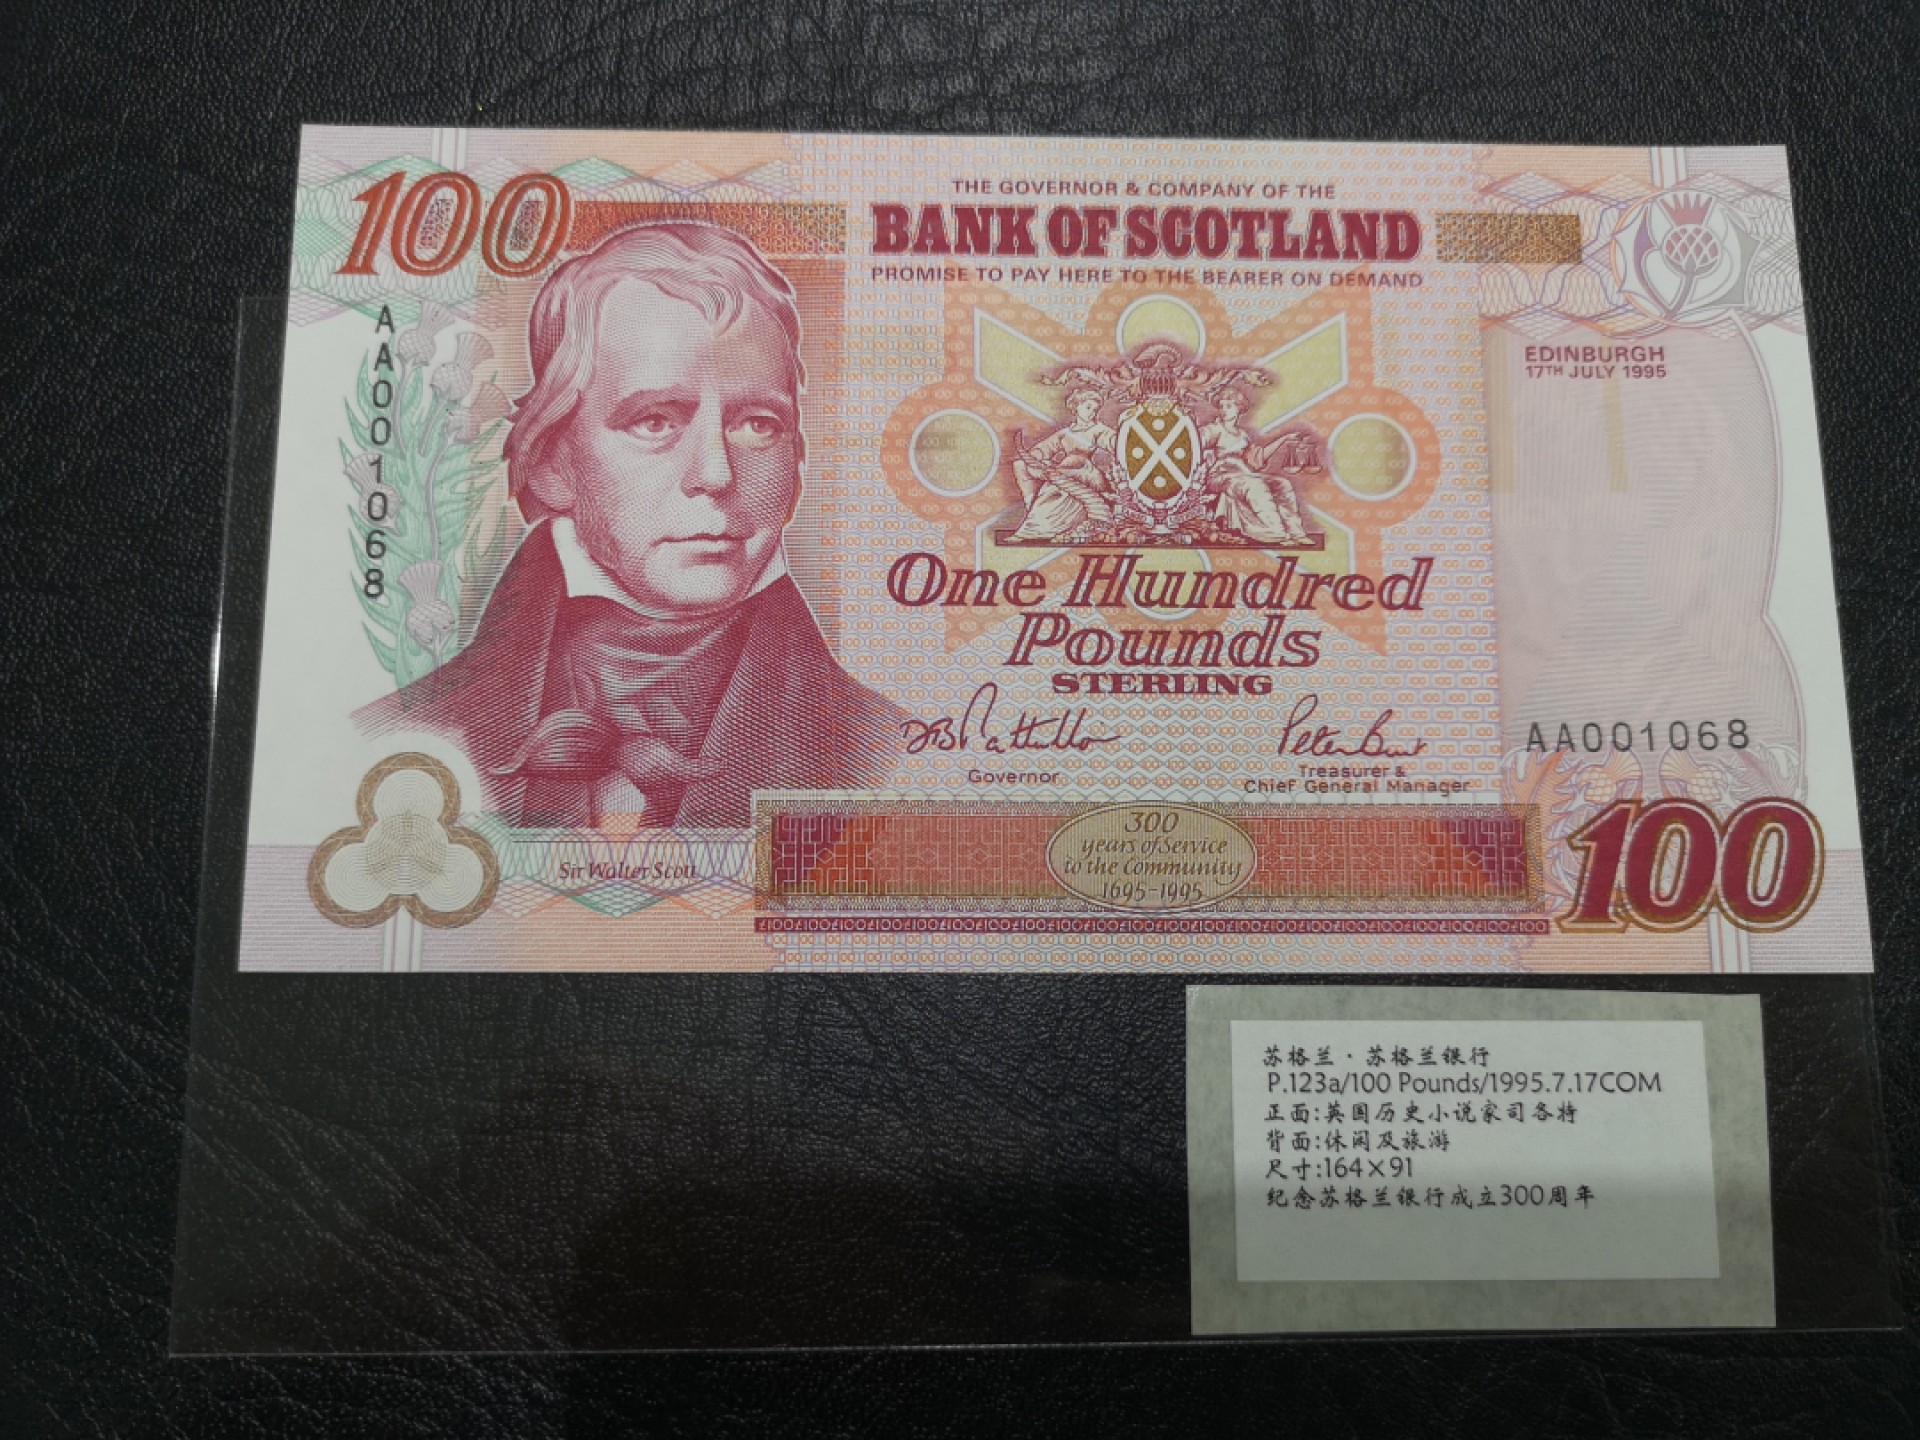 100
THE GOVERNOR & COMPANY OF THE
BANK OF SCOTLAND
PROMISE TO PAY HERE TO THE BEARER ON DEMAND
EDINBURGH
17TH JULY 1995
AA001068
One Hundred
Pounds
STERLING
Governor
Peter Burt
Treasurer &
Chief General Manager
AA001068
100
300
years of Service
to the Community
1695-1995
Sir Walter Scott
苏格兰·苏格兰银行
P.123a/100 Pounds/1995.7.17COM
正面:英国历史小说家司各特
背面:休闲及旅游
尺寸:164×91
纪念苏格兰银行成立300周年